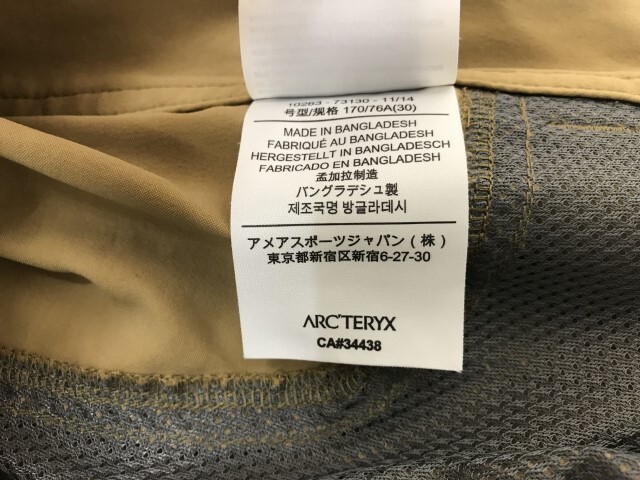 10263 - 73130 - 11/14
号型/规格 170/76A(30)
MADE IN BANGLADESH
FABRIQUÉ AU BANGLADESH
HERGESTELLT IN BANGLADESCH
FABRICADO EN BANGLADESH
孟加拉制造
バングラデシュ製
제조국명 방글라데시
アメアスポーツジャパン(株)
東京都新宿区新宿6-27-30
ARC'TERYX
CA#34438